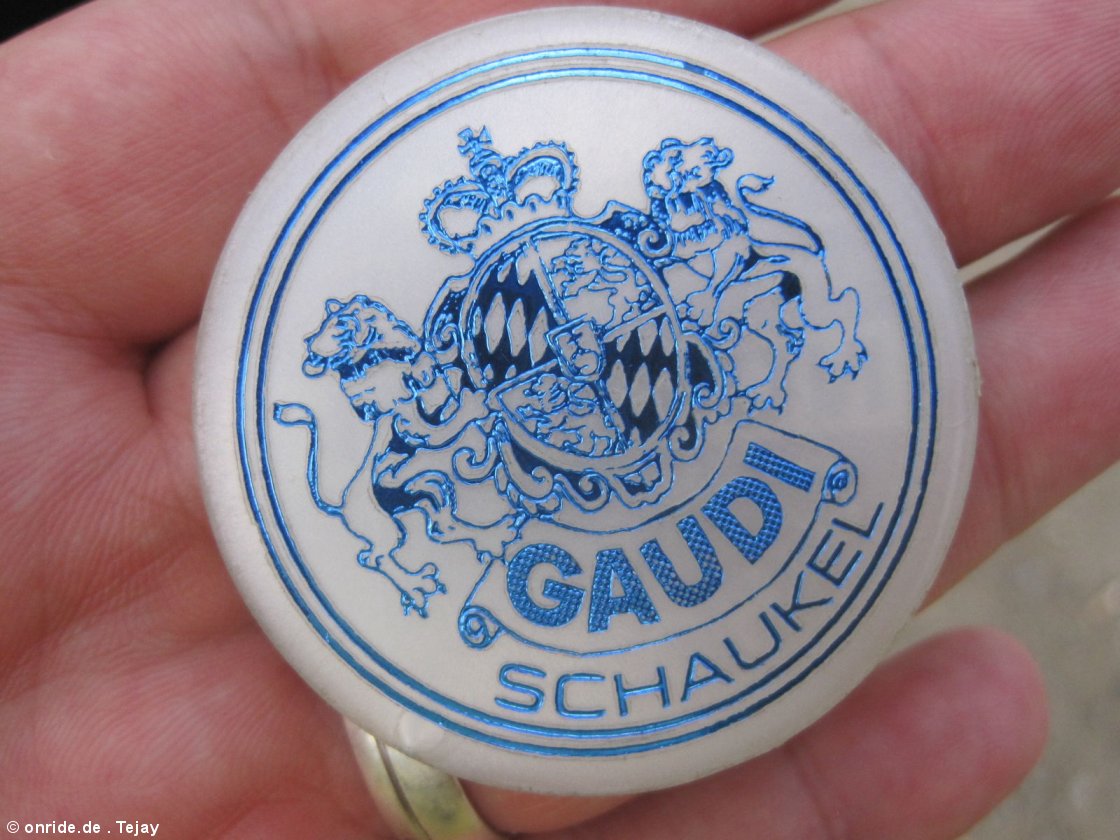 GAUDI
SCHAUKEL
© onride.de . Tejay